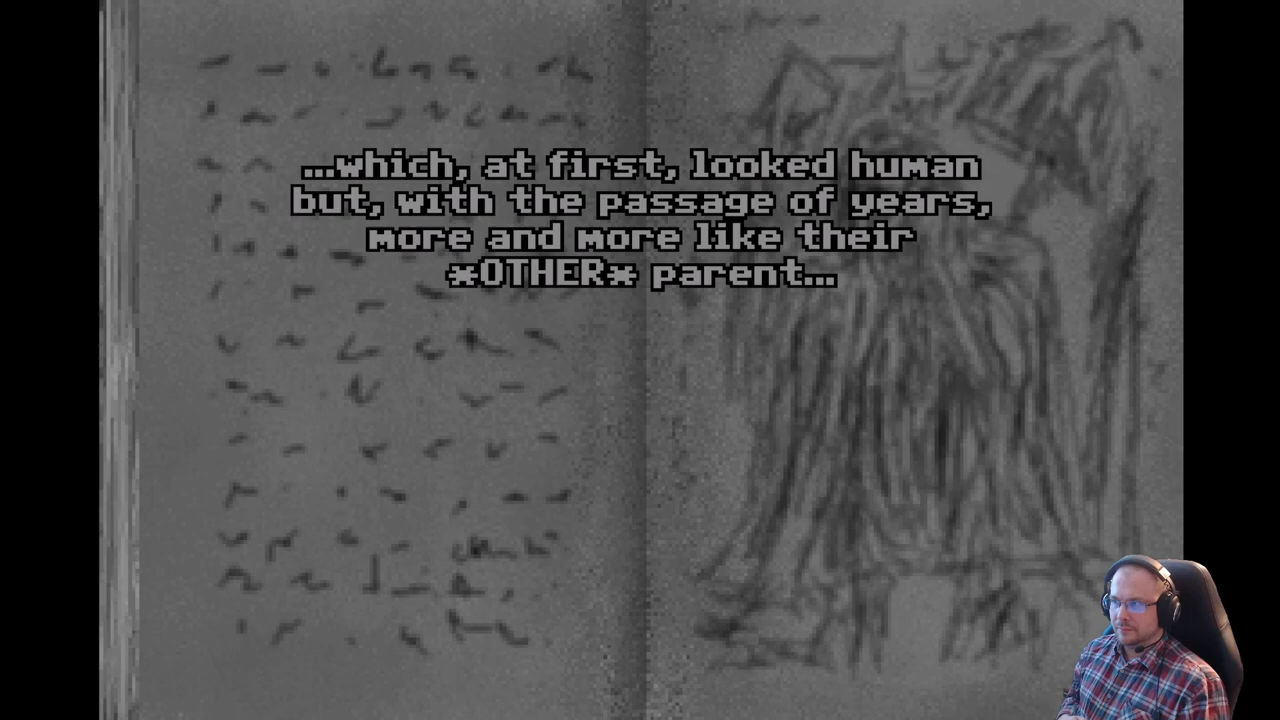 ...which, at first, looked human
but, with the passage of years,
more and more like their
*OTHER* parent...